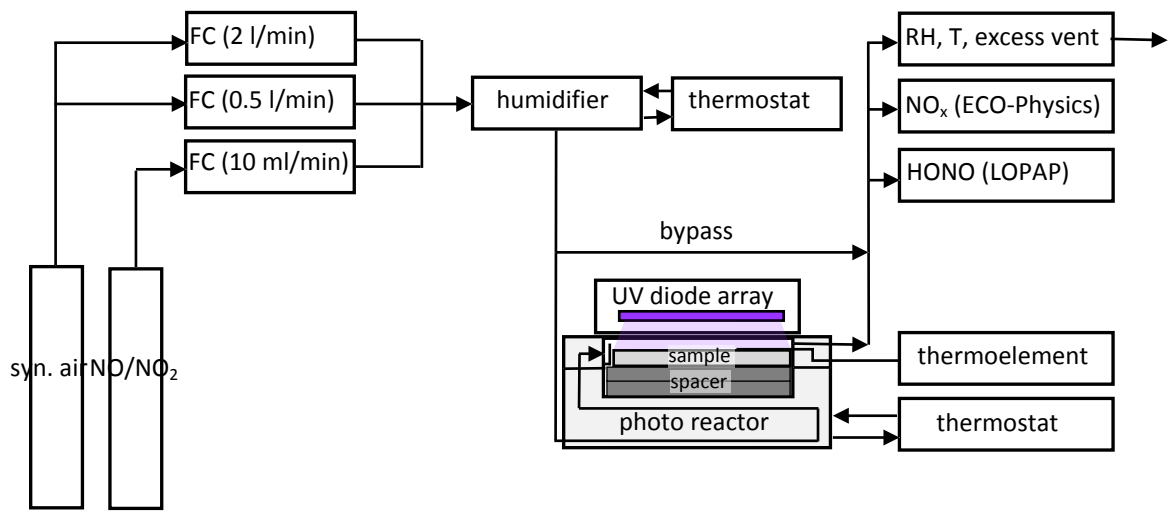 FC (2 l/min)
FC (0.5 l/min)
FC (10 ml/min)
humidifier
thermostat
RH, T, excess vent
NOₓ (ECO-Physics)
HONO (LOPAP)
bypass
UV diode array
sample
spacer
photo reactor
thermoelement
thermostat
syn. air
NO/NO₂